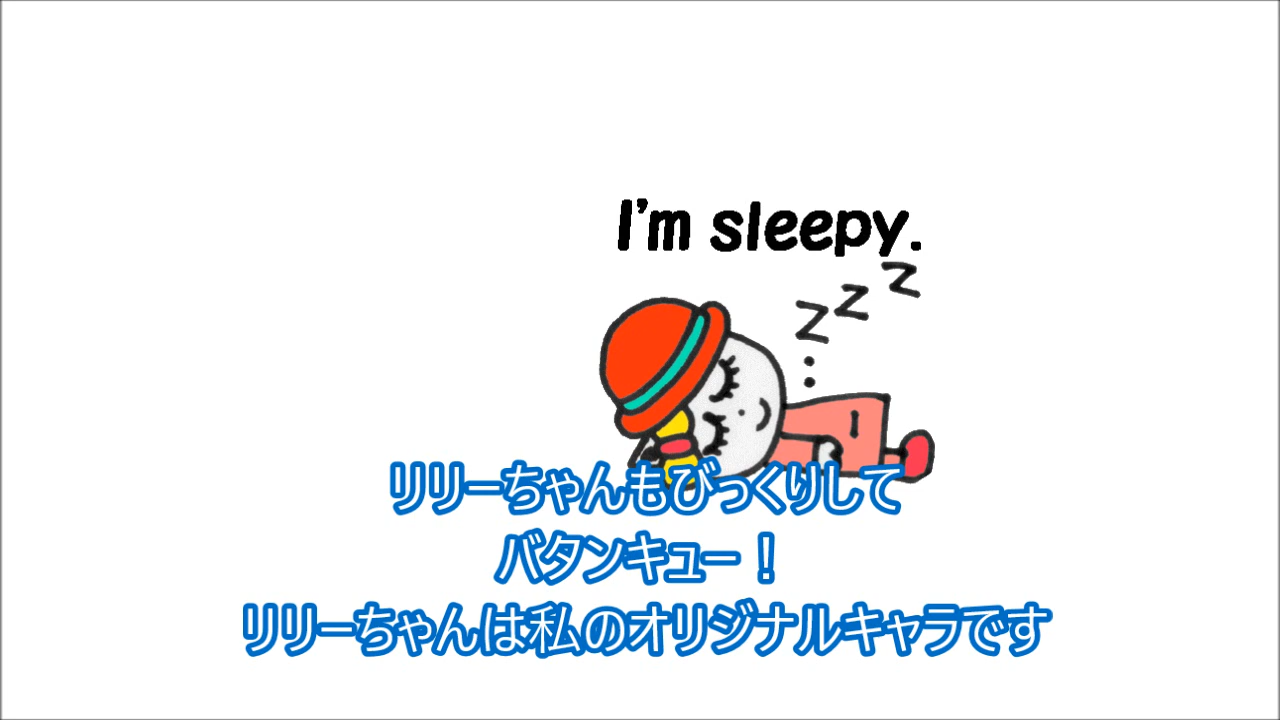 I'm sleepy.
z z z
リリーちゃんもびっくりして
バタンキュー！
リリーちゃんは私のオリジナルキャラです